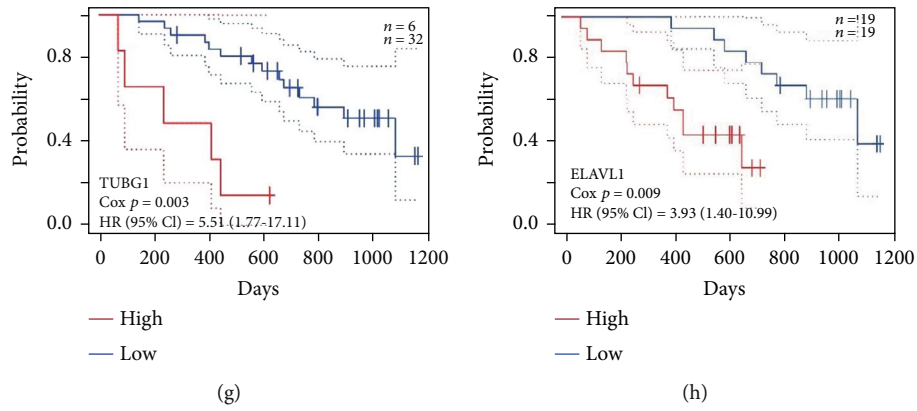 n = 6
n = 32
0.8
0.4
0.0
Probability
TUBG1
Cox p = 0.003
HR (95% Cl) = 5.51 (1.77-17.11)
0 200 400 600 800 1000 1200
Days
High
Low
(g)
n = 19
n = 19
0.8
0.4
0.0
Probability
ELAVL1
Cox p = 0.009
HR (95% Cl) = 3.93 (1.40-10.99)
0 200 400 600 800 1000 1200
Days
High
Low
(h)